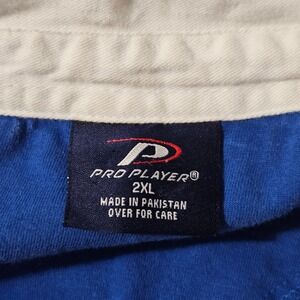 P
PRO PLAYER®
2XL
MADE IN PAKISTAN
OVER FOR CARE